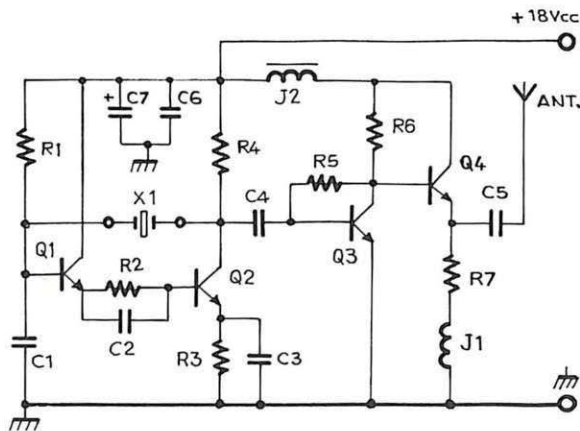 +18Vcc
J2
+
C7
C6
ANT.
R1
R4
R6
R5
Q4
X1
C4
C5
Q1
Q3
R2
Q2
R7
C2
J1
C1
R3
C3